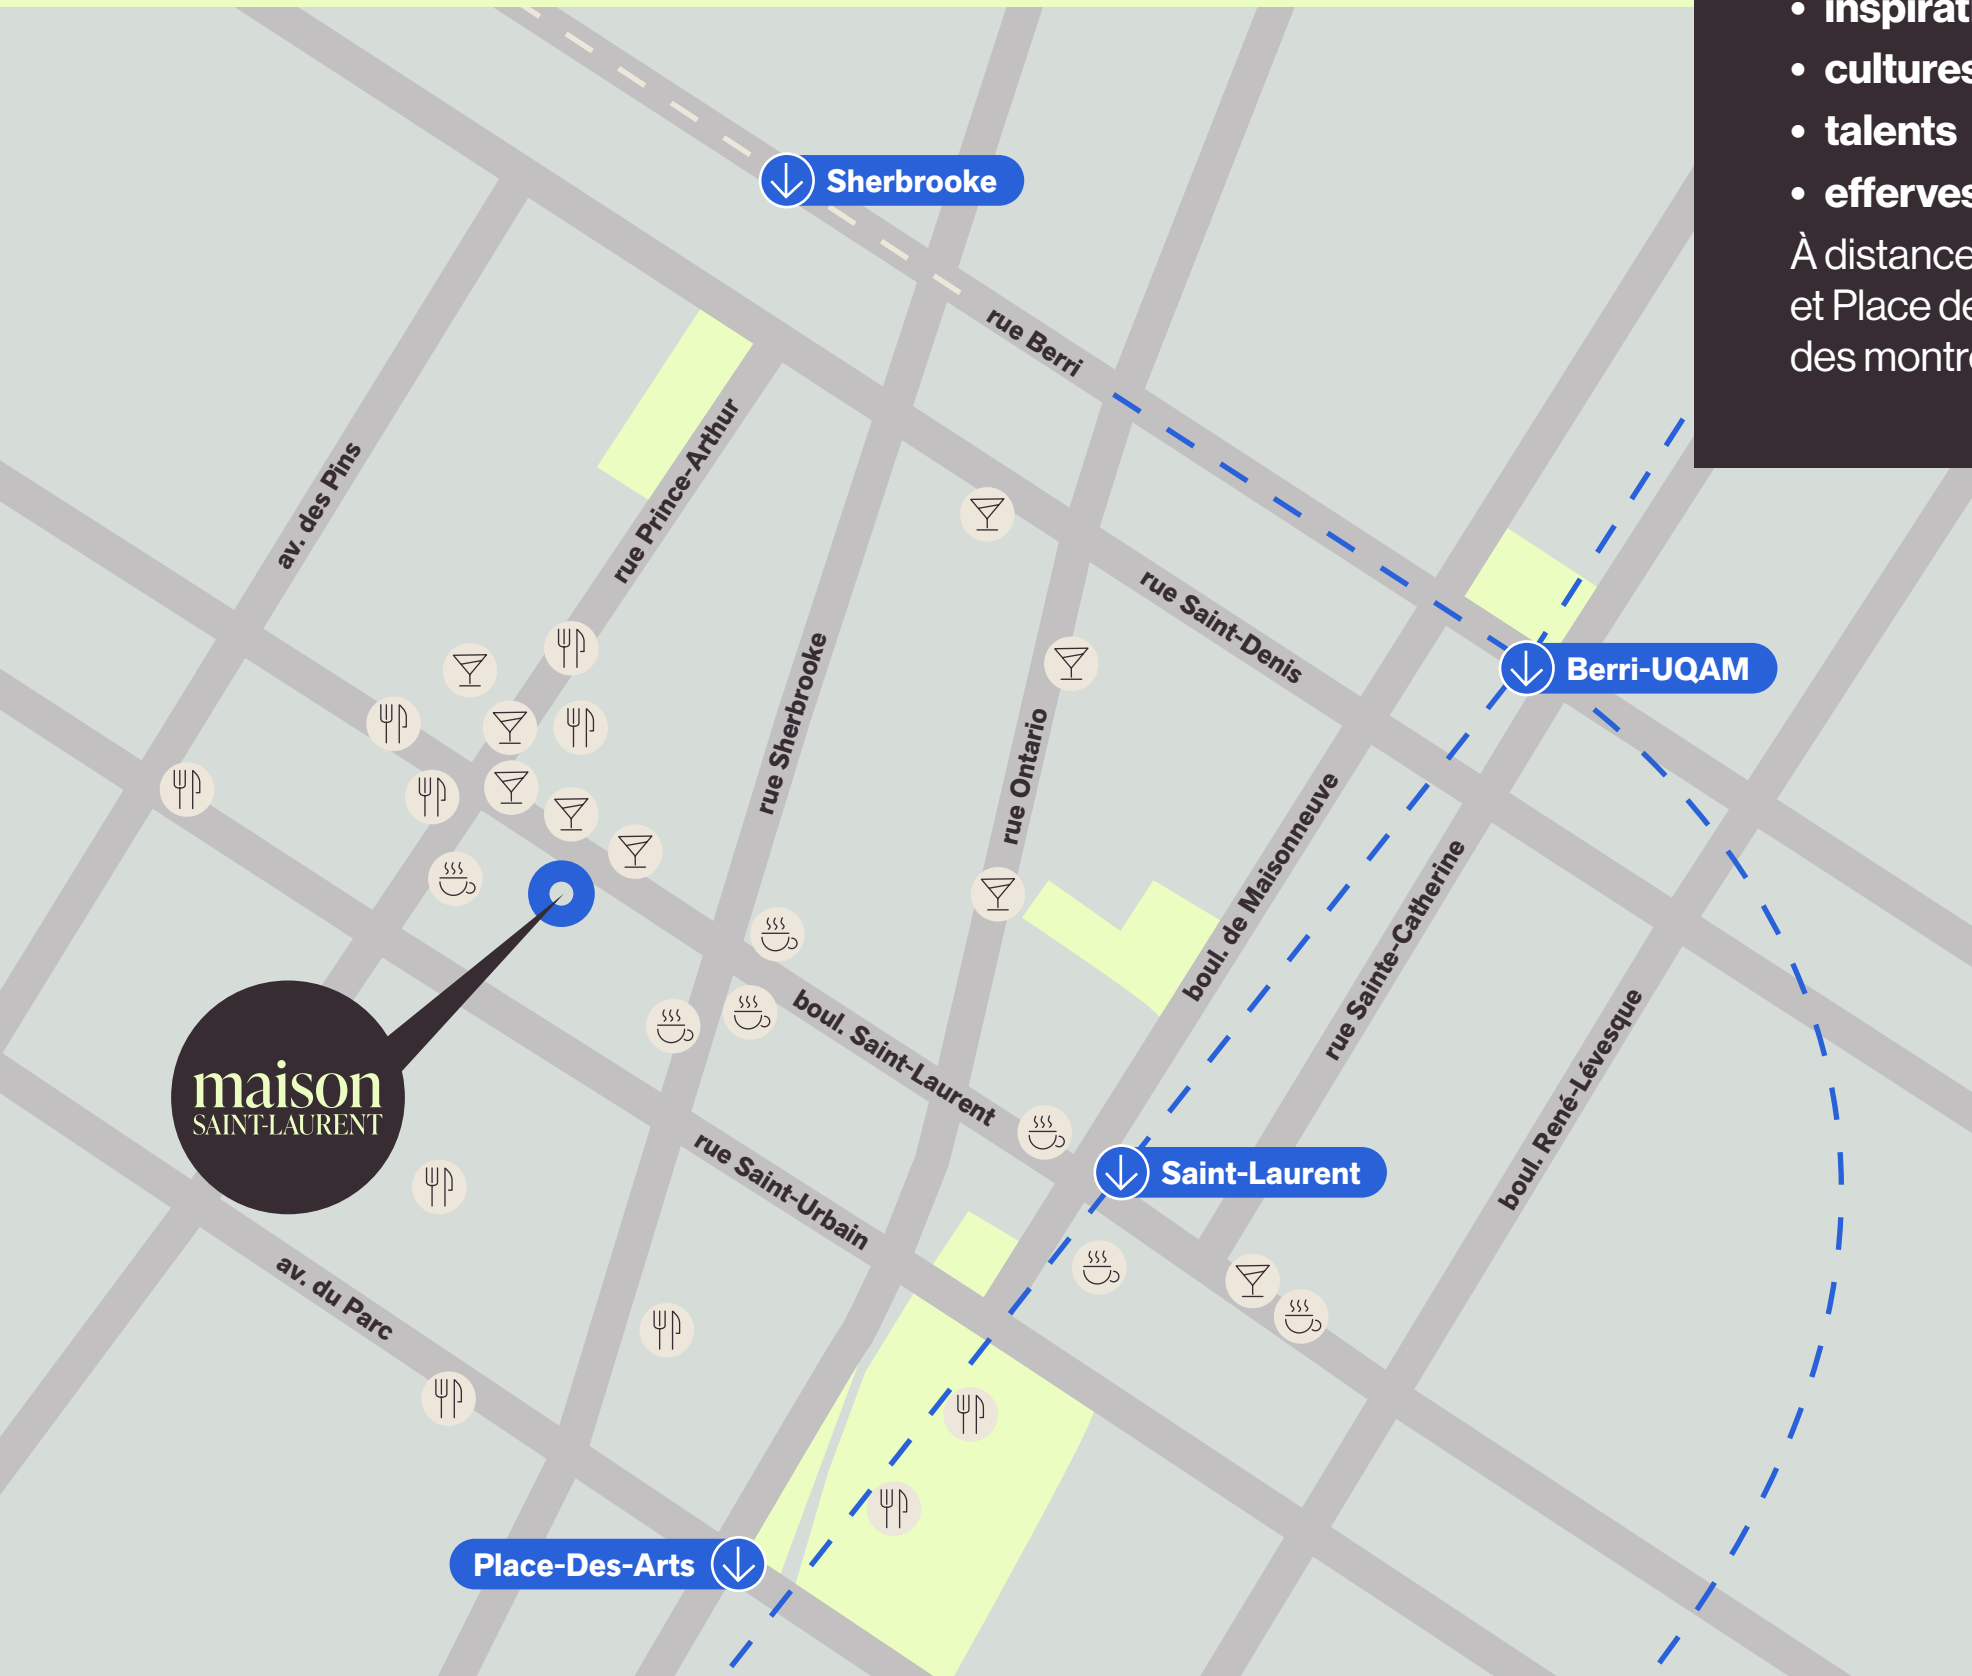 • inspirat
• cultures
• talents
• efferves
À distance
et Place de
des montr
Sherbrooke
rue Berri
av. des Pins
rue Prince-Arthur
rue Saint-Denis
rue Sherbrooke
rue Ontario
Berri-UQAM
boul. de Maisonneuve
rue Sainte-Catherine
boul. René-Lévesque
boul. Saint-Laurent
maison
SAINT-LAURENT
rue Saint-Urbain
Saint-Laurent
av. du Parc
Place-Des-Arts